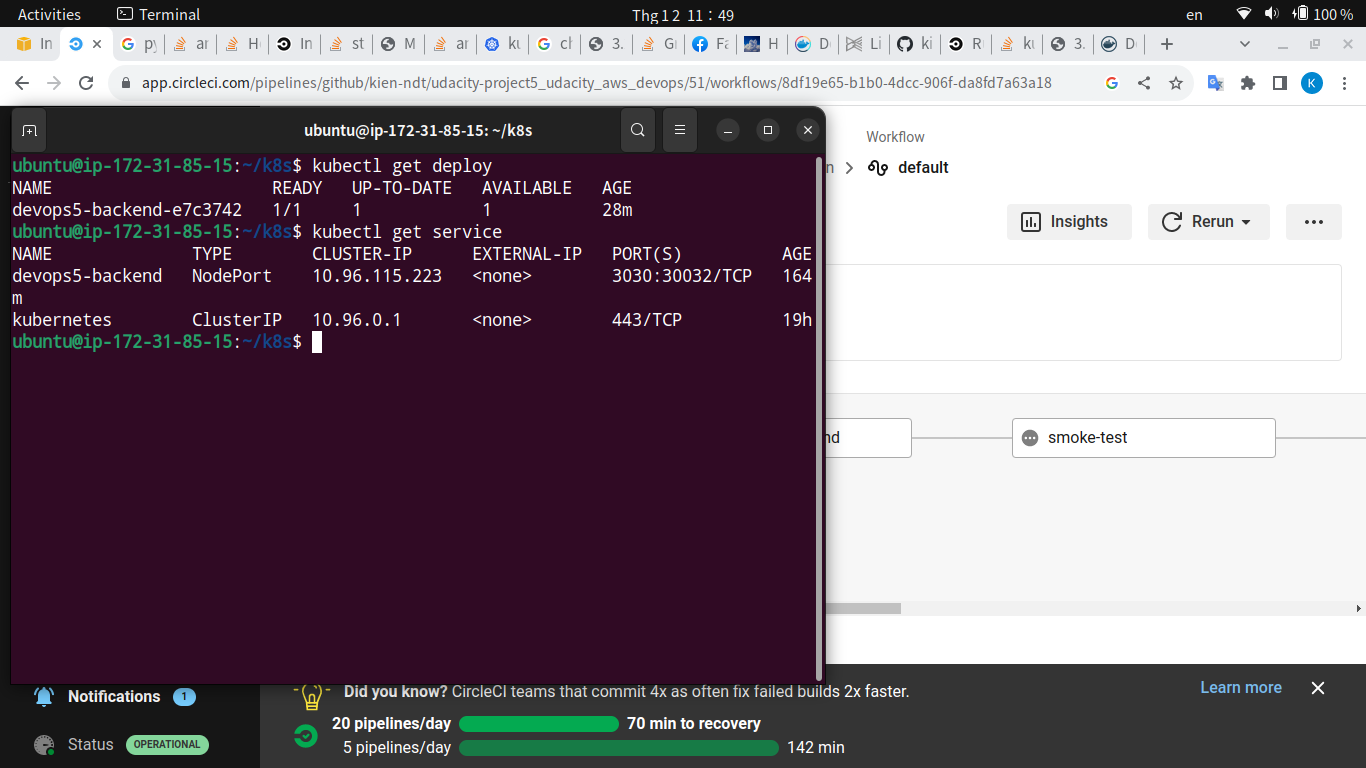 Activities Terminal Thg 1 2 11 : 49 en 100 %
In G py ar H In st M ar ku G ch 3. Gi Fa H D Li ki R ku 3. D
app.circleci.com/pipelines/github/kien-ndt/udacity-project5_udacity_aws_devops/51/workflows/8df19e65-b1b0-4dcc-906f-da8fd7a63a18 K
ubuntu@ip-172-31-85-15: ~/k8s
ubuntu@ip-172-31-85-15:~/k8s$ kubectl get deploy
NAME READY UP-TO-DATE AVAILABLE AGE
devops5-backend-e7c3742 1/1 1 1 28m
ubuntu@ip-172-31-85-15:~/k8s$ kubectl get service
NAME TYPE CLUSTER-IP EXTERNAL-IP PORT(S) AGE
devops5-backend NodePort 10.96.115.223 <none> 3030:30032/TCP 164
m
kubernetes ClusterIP 10.96.0.1 <none> 443/TCP 19h
ubuntu@ip-172-31-85-15:~/k8s$
Workflow
n default
Insights Rerun
nd smoke-test
Notifications 1
Status OPERATIONAL
Did you know? CircleCI teams that commit 4x as often fix failed builds 2x faster. Learn more
20 pipelines/day 70 min to recovery
5 pipelines/day 142 min